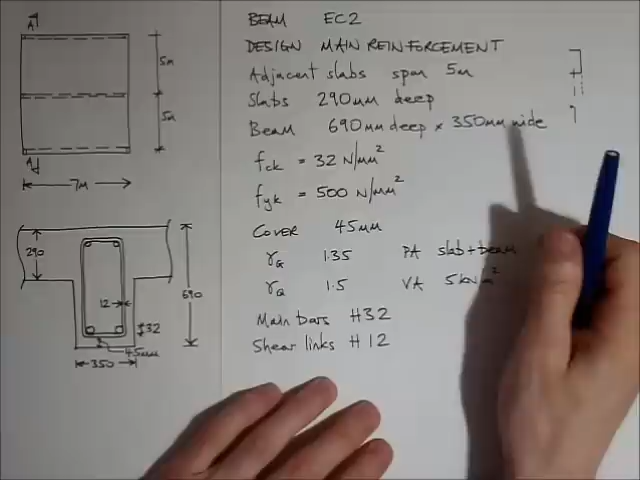 BEAM EC2
DESIGN MAIN REINFORCEMENT
Adjacent slabs span 5m
Slabs 290mm deep
Beam 690mm deep × 350mm wide
fck = 32 N/mm²
fyk = 500 N/mm²
COVER 45mm
γG 1.35 PA slab+beam
γQ 1.5 VA 5kN/m²
Main bars H32
Shear links H12
A
5m
5m
A
7m
290
12
690
32
45mm
350